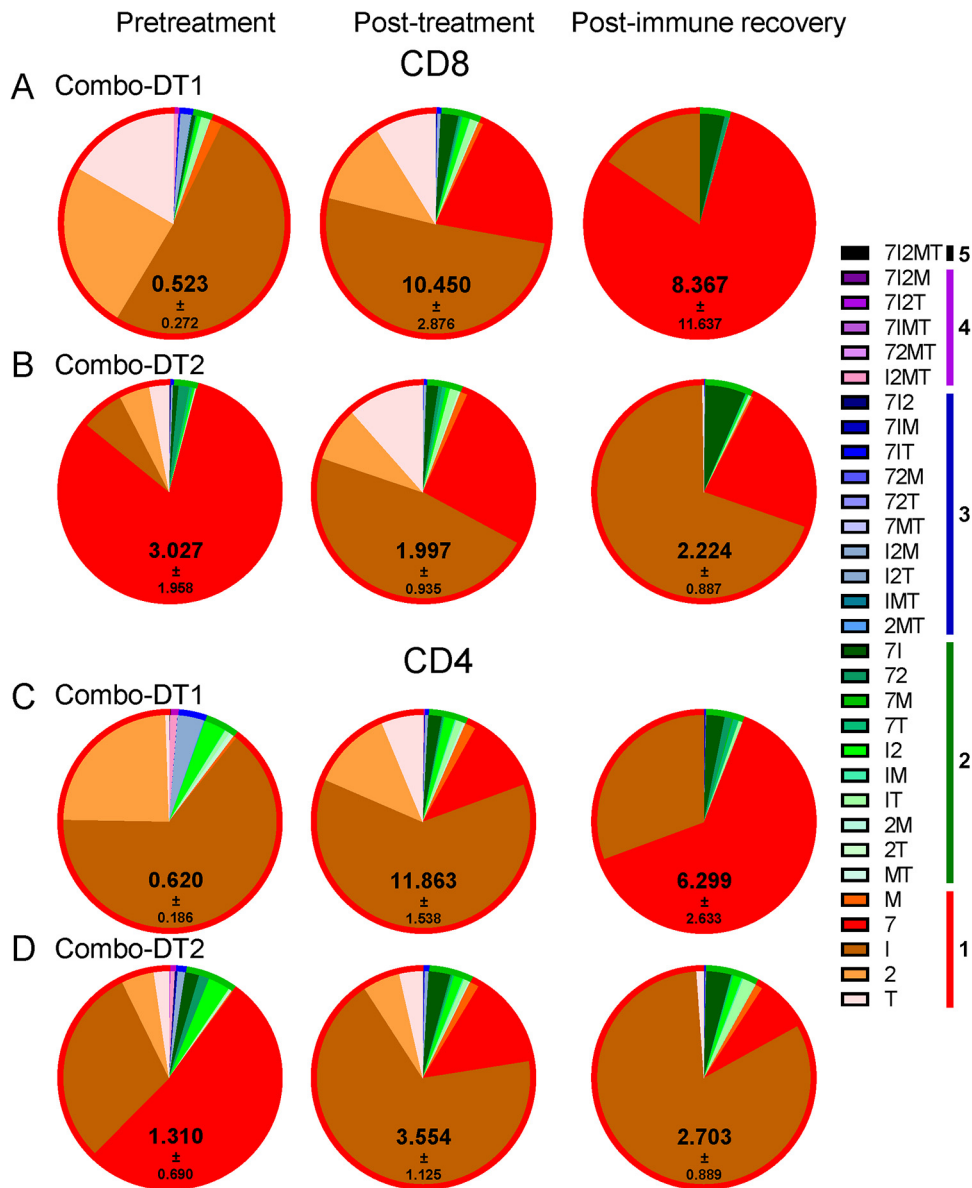 Pretreatment Post-treatment Post-immune recovery
CD8
A Combo-DT1
0.523
±
0.272
10.450
±
2.876
8.367
±
11.637
B Combo-DT2
3.027
±
1.958
1.997
±
0.935
2.224
±
0.887
CD4
C Combo-DT1
0.620
±
0.186
11.863
±
1.538
6.299
±
2.633
D Combo-DT2
1.310
±
0.690
3.554
±
1.125
2.703
±
0.889
7I2MT
7I2M
7I2T
7IMT
72MT
I2MT
7I2
7IM
7IT
72M
72T
7MT
I2M
I2T
IMT
2MT
7I
72
7M
7T
I2
IM
IT
2M
2T
MT
M
7
I
2
T
5
4
3
2
1